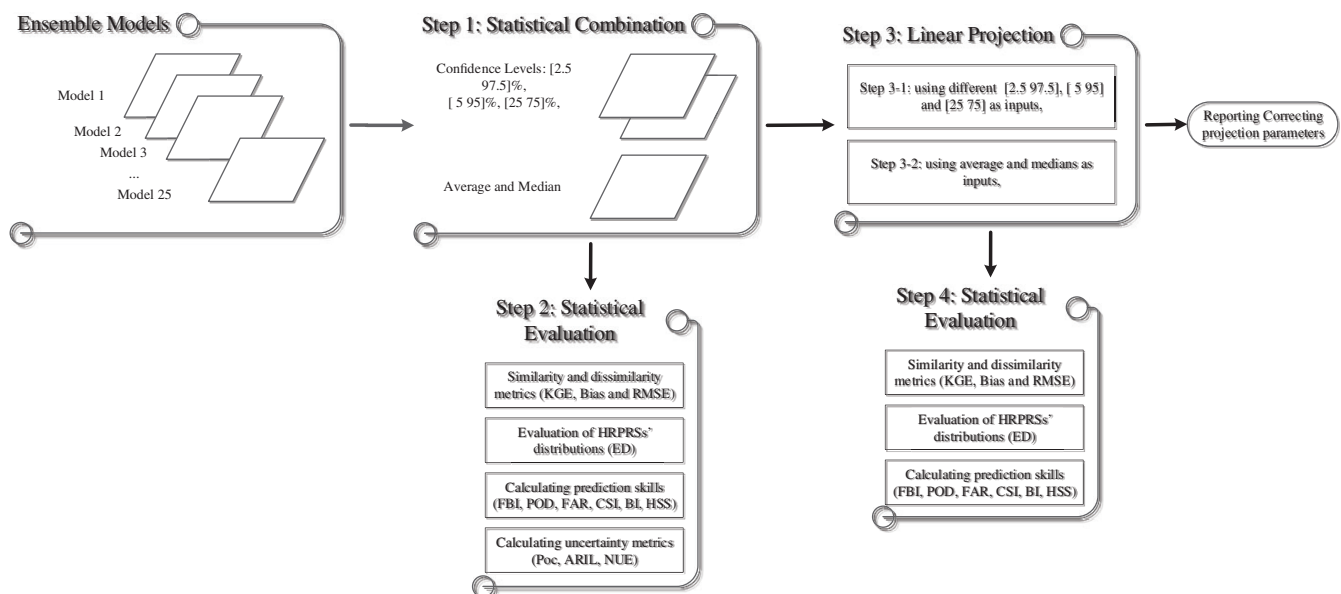 Ensemble Models
Model 1
Model 2
Model 3
...
Model 25
Step 1: Statistical Combination
Confidence Levels: [2.5
97.5]%,
[ 5 95]%, [25 75]%,
Average and Median
Step 2: Statistical
Evaluation
Similarity and dissimilarity
metrics (KGE, Bias and RMSE)
Evaluation of HRPRSs’
distributions (ED)
Calculating prediction skills
(FBI, POD, FAR, CSI, BI, HSS)
Calculating uncertainty metrics
(Poc, ARIL, NUE)
Step 3: Linear Projection
Step 3-1: using different [2.5 97.5], [ 5 95]
and [25 75] as inputs,
Step 3-2: using average and medians as
inputs,
Reporting Correcting
projection parameters
Step 4: Statistical
Evaluation
Similarity and dissimilarity
metrics (KGE, Bias and RMSE)
Evaluation of HRPRSs’
distributions (ED)
Calculating prediction skills
(FBI, POD, FAR, CSI, BI, HSS)